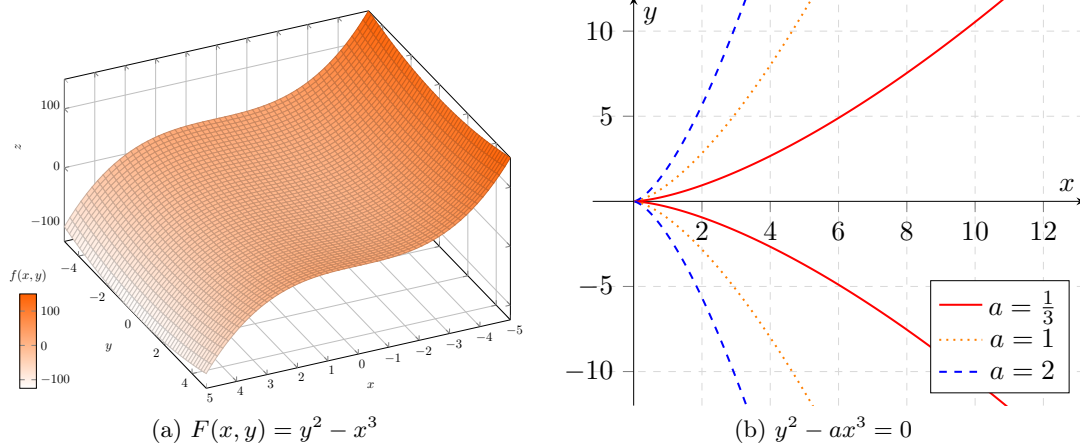 100
0
−100
z
f(x, y)
100
0
−100
−4
−2
0
2
4
y
5
4
3
2
1
0
−1
−2
−3
−4
−5
x
(a) F(x, y) = y² − x³
y
10
5
−5
−10
2
4
6
8
10
12
x
a = 1/3
a = 1
a = 2
(b) y² − ax³ = 0